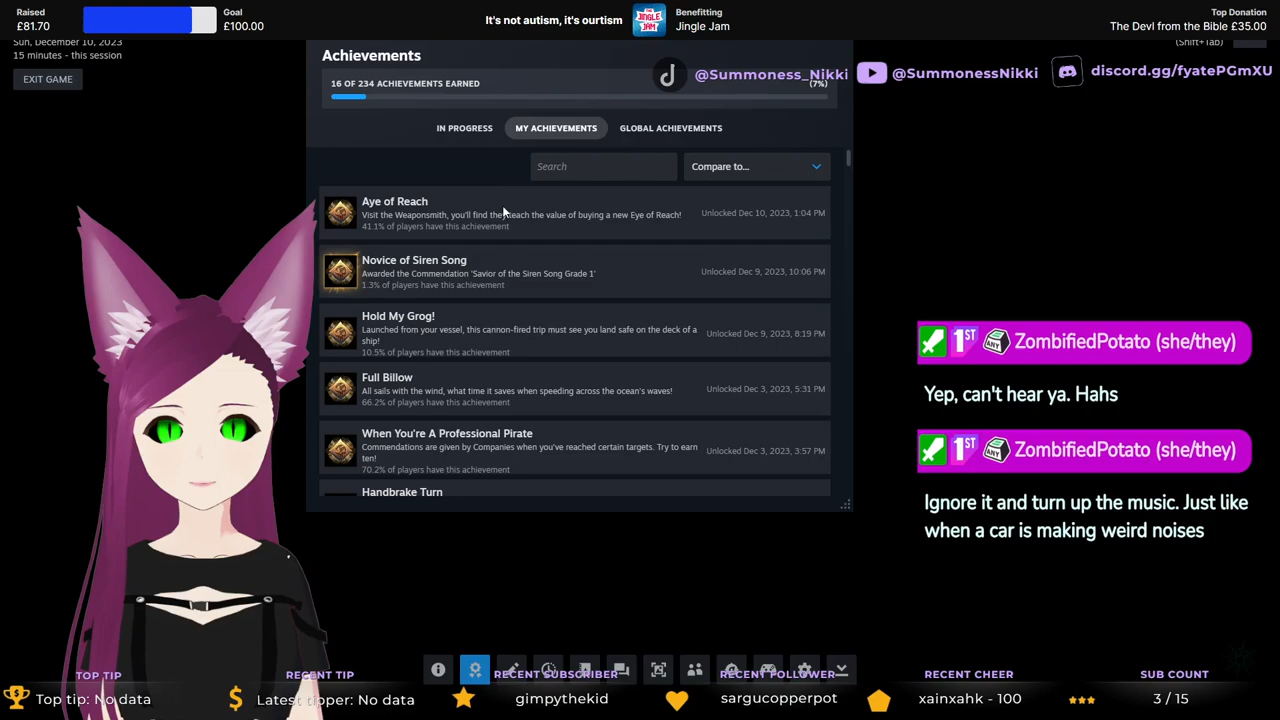 Raised
£81.70
Goal
£100.00
It's not autism, it's ourtism
THE JINGLE JAM
Benefitting
Jingle Jam
Top Donation
The Devl from the Bible £35.00
Sun, December 10, 2023
15 minutes - this session
EXIT GAME
(Shift+Tab)
Achievements
16 OF 234 ACHIEVEMENTS EARNED
(7%)
@Summoness_Nikki
@SummonessNikki
discord.gg/fyatePGmXU
IN PROGRESS
MY ACHIEVEMENTS
GLOBAL ACHIEVEMENTS
Search
Compare to...
Aye of Reach
Visit the Weaponsmith, you'll find they teach the value of buying a new Eye of Reach!
41.1% of players have this achievement
Unlocked Dec 10, 2023, 1:04 PM
Novice of Siren Song
Awarded the Commendation 'Savior of the Siren Song Grade 1'
1.3% of players have this achievement
Unlocked Dec 9, 2023, 10:06 PM
Hold My Grog!
Launched from your vessel, this cannon-fired trip must see you land safe on the deck of a
ship!
10.5% of players have this achievement
Unlocked Dec 9, 2023, 8:19 PM
Full Billow
All sails with the wind, what time it saves when speeding across the ocean's waves!
66.2% of players have this achievement
Unlocked Dec 3, 2023, 5:31 PM
When You're A Professional Pirate
Commendations are given by Companies when you've reached certain targets. Try to earn
ten!
70.2% of players have this achievement
Unlocked Dec 3, 2023, 3:57 PM
Handbrake Turn
1ST ANY ZombifiedPotato (she/they)
Yep, can't hear ya. Hahs
1ST ANY ZombifiedPotato (she/they)
Ignore it and turn up the music. Just like
when a car is making weird noises
TOP TIP
Top tip: No data
RECENT TIP
Latest tipper: No data
RECENT SUBSCRIBER
gimpythekid
RECENT FOLLOWER
sargucopperpot
RECENT CHEER
xainxahk - 100
SUB COUNT
3 / 15